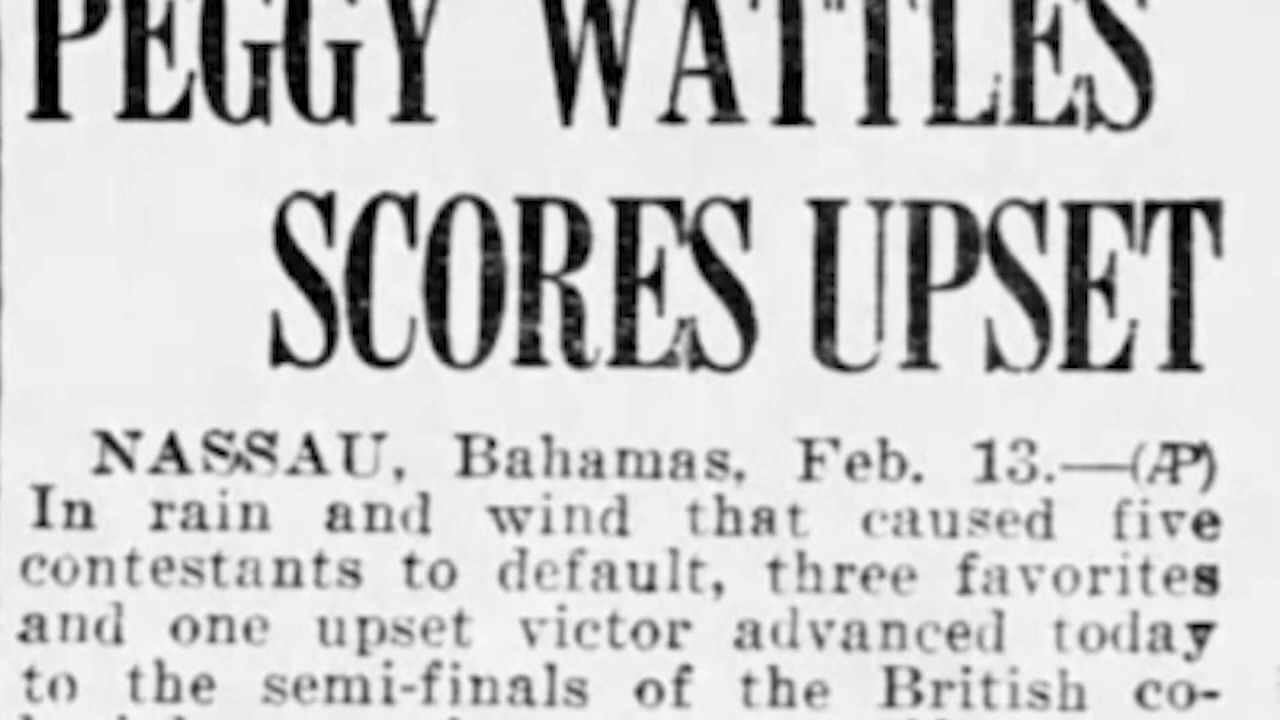 PEGGY WATTLES
SCORES UPSET
NASSAU, Bahamas, Feb. 13.—(AP)
In rain and wind that caused five
contestants to default, three favorites
and one upset victor advanced today
to the semi-finals of the British co-